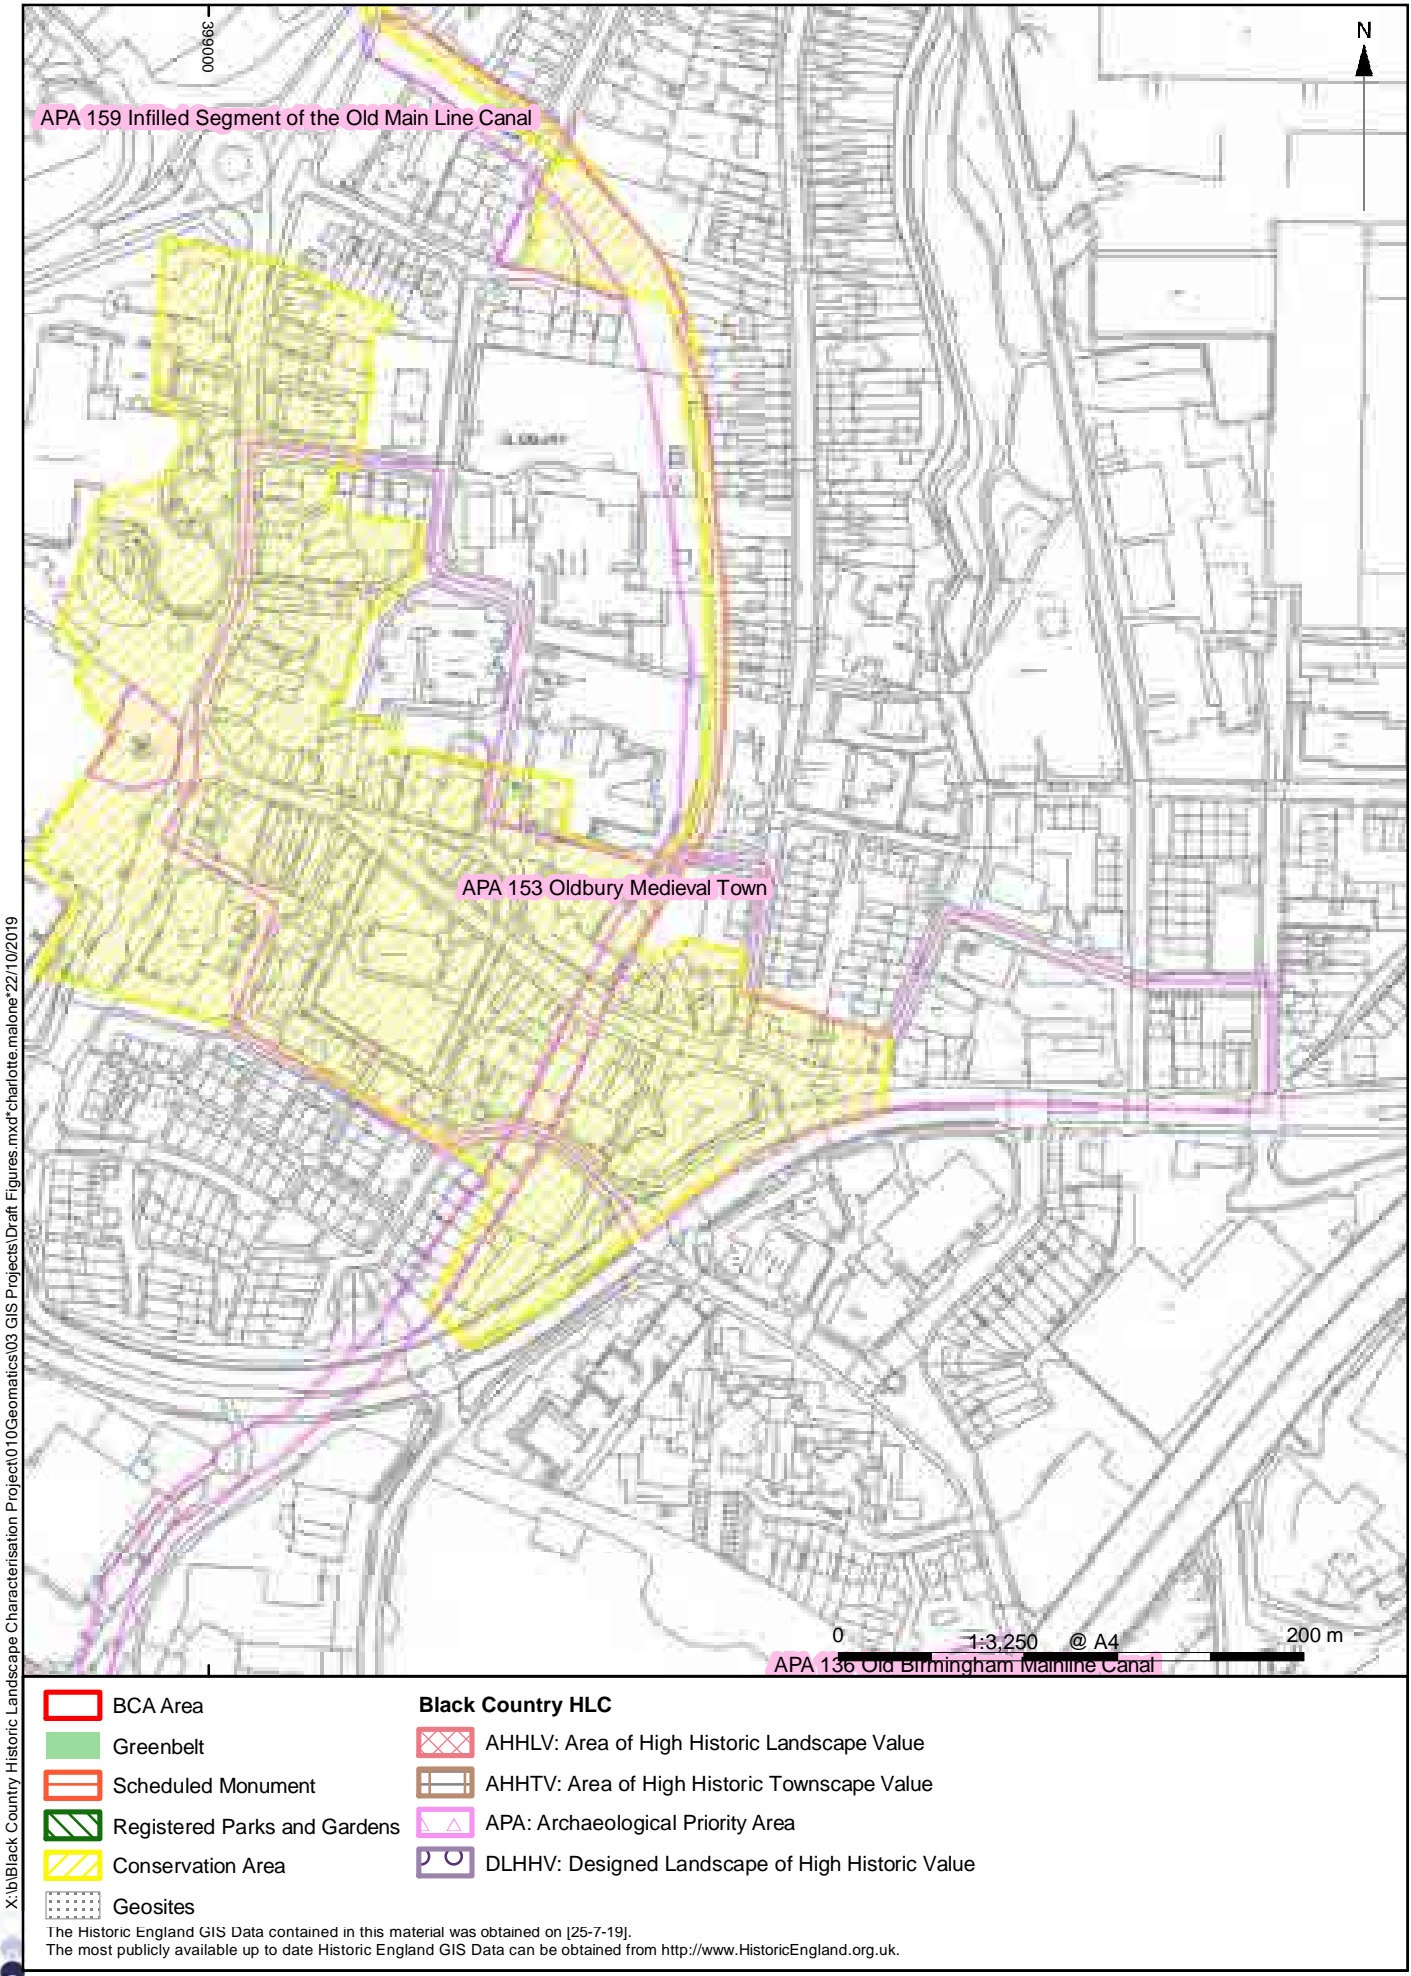 399000
N
APA 159 Infilled Segment of the Old Main Line Canal
APA 153 Oldbury Medieval Town
0
1:3,250 @ A4
200 m
APA 136 Old Birmingham Mainline Canal
X:\b\Black Country Historic Landscape Characterisation Project\010Geomatics\03 GIS Projects\Draft Figures.mxd*charlotte.malone*22/10/2019
BCA Area
Greenbelt
Scheduled Monument
Registered Parks and Gardens
Conservation Area
Geosites
Black Country HLC
AHHLV: Area of High Historic Landscape Value
AHHTV: Area of High Historic Townscape Value
APA: Archaeological Priority Area
DLHHV: Designed Landscape of High Historic Value
The Historic England GIS Data contained in this material was obtained on [25-7-19].
The most publicly available up to date Historic England GIS Data can be obtained from http://www.HistoricEngland.org.uk.